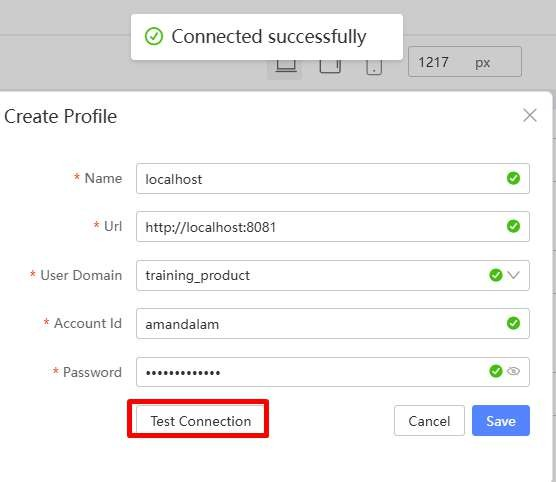 Connected successfully
1217 px
Create Profile
* Name localhost
* Url http://localhost:8081
* User Domain training_product
* Account Id amandalam
* Password •••••••••••••
Test Connection Cancel Save